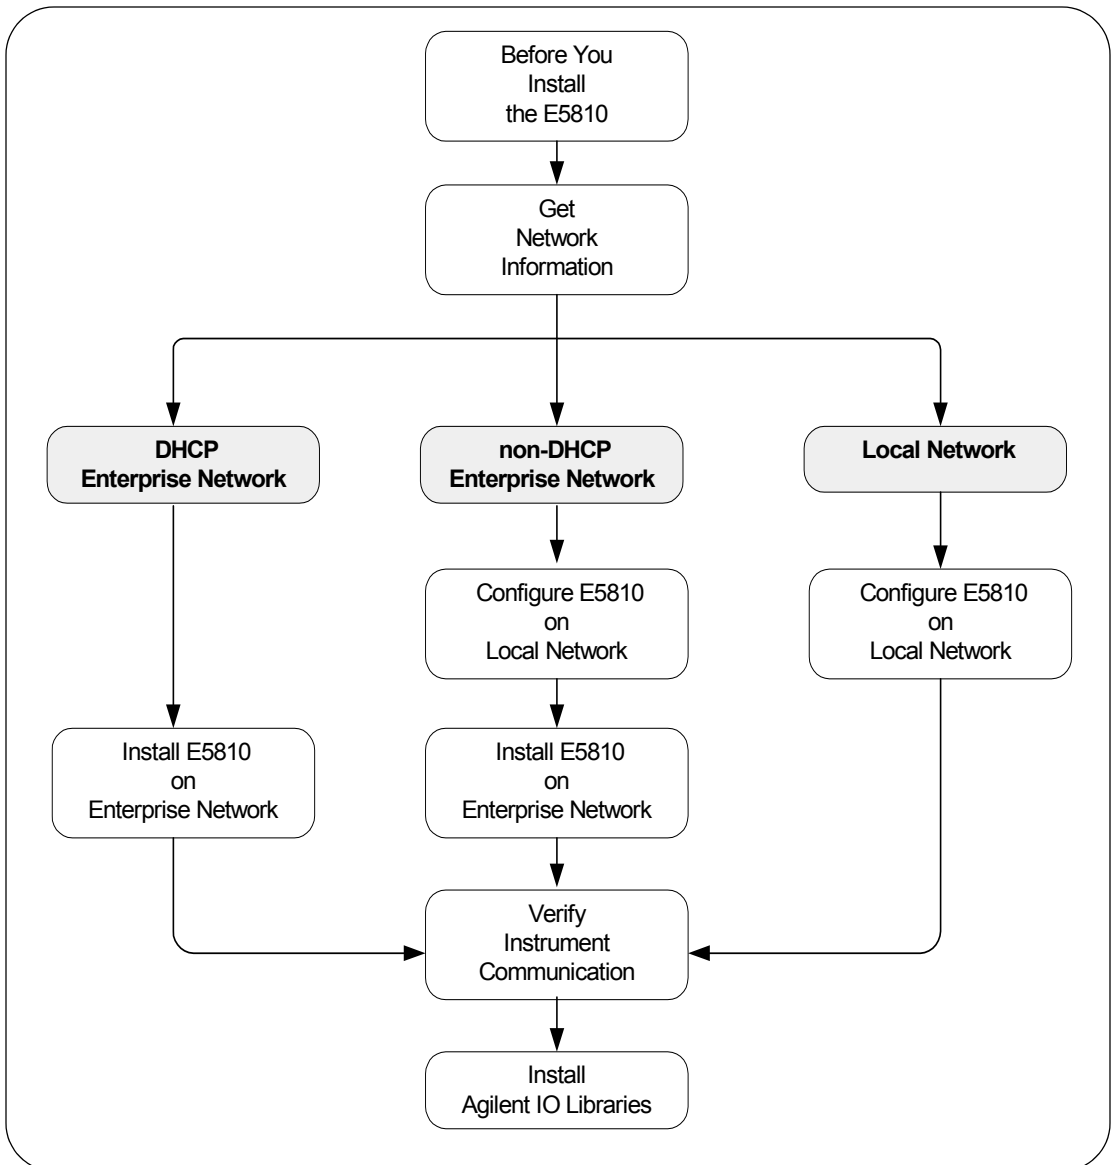 Before You
Install
the E5810
Get
Network
Information
DHCP
Enterprise Network
non-DHCP
Enterprise Network
Local Network
Configure E5810
on
Local Network
Configure E5810
on
Local Network
Install E5810
on
Enterprise Network
Install E5810
on
Enterprise Network
Verify
Instrument
Communication
Install
Agilent IO Libraries